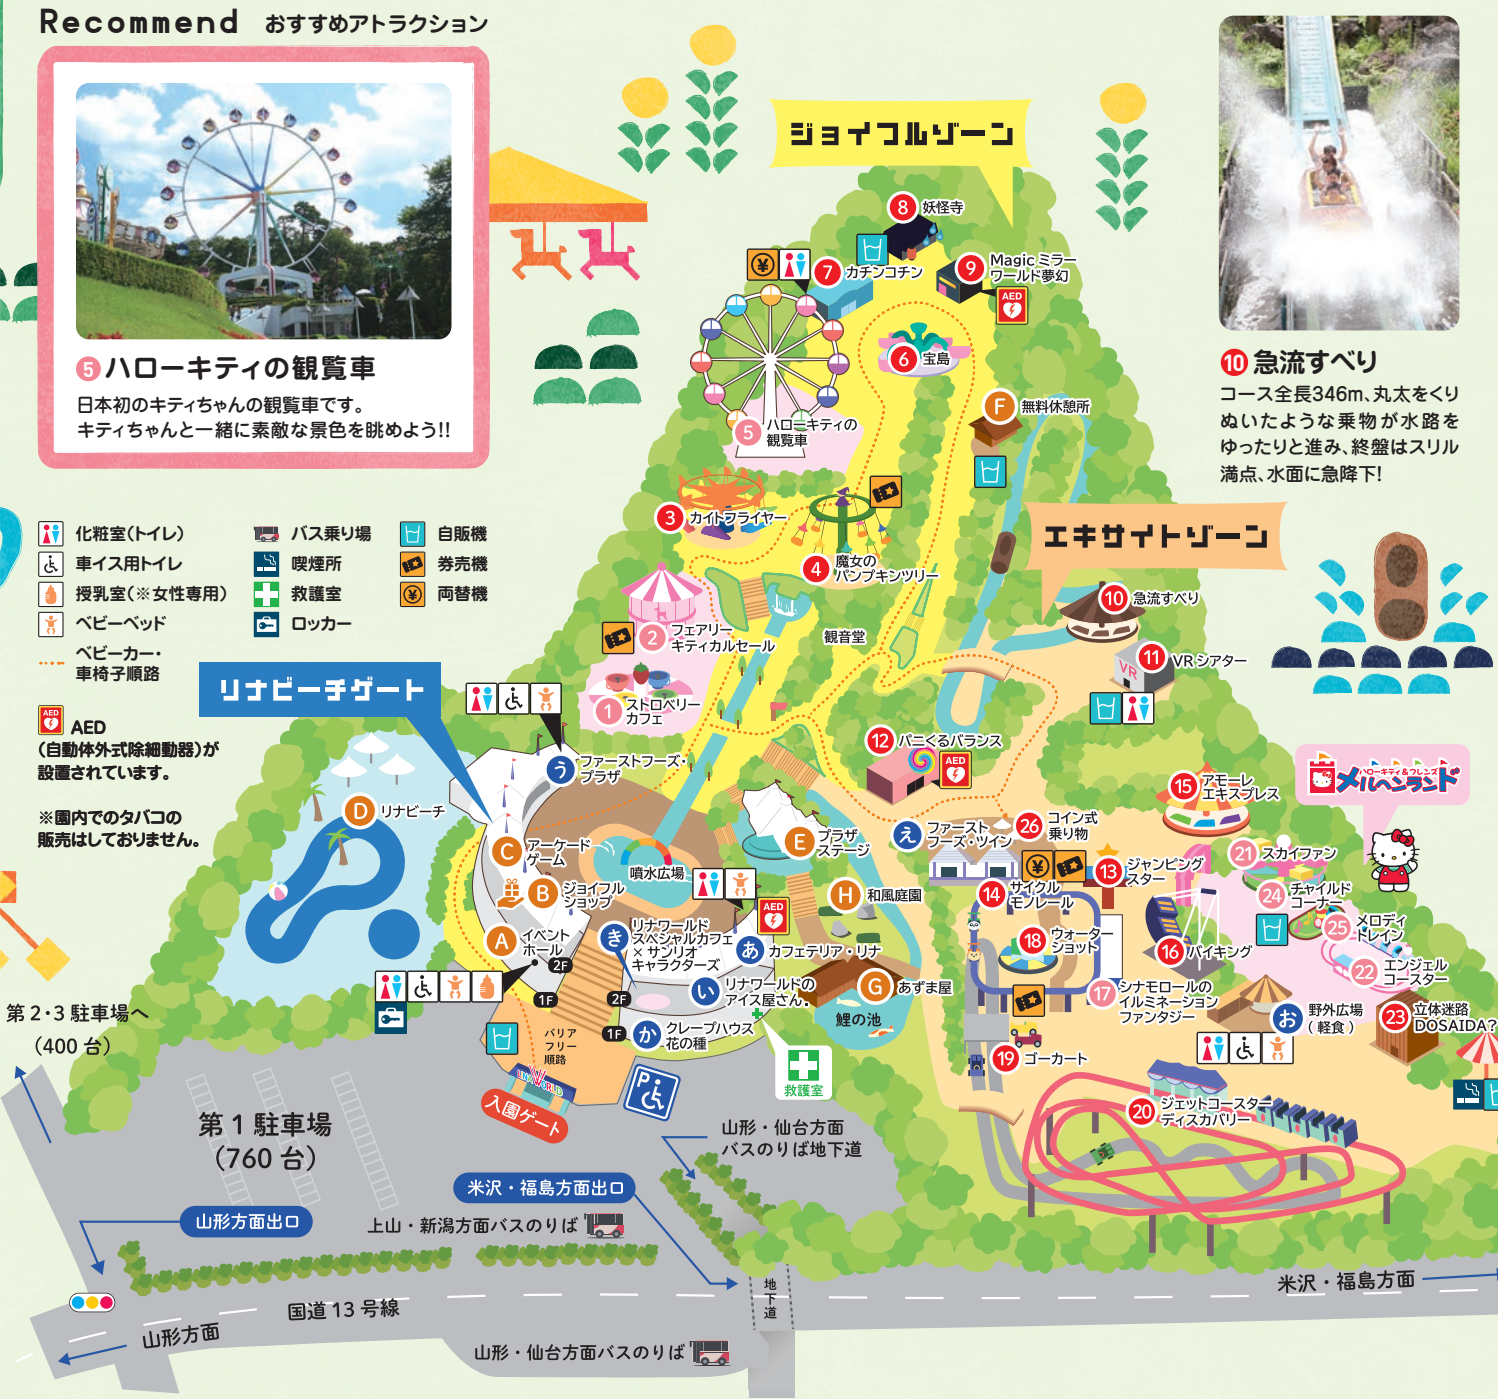 Recommend おすすめアトラクション
5 ハローキティの観覧車
日本初のキティちゃんの観覧車です。
キティちゃんと一緒に素敵な景色を眺めよう!!
10 急流すべり
コース全長346m、丸太をくり
ぬいたような乗物が水路を
ゆったりと進み、終盤はスリル
満点、水面に急降下!
化粧室(トイレ)
車イス用トイレ
授乳室(※女性専用)
ベビーベッド
ベビーカー・
車椅子順路
バス乗り場
喫煙所
救護室
ロッカー
自販機
券売機
両替機
AED
AED
(自動体外式除細動器)が
設置されています。
※園内でのタバコの
販売はしておりません。
ジョイフルゾーン
8 妖怪寺
7 カチンコチン
9 Magic ミラー
ワールド夢幻
AED
6 宝島
F 無料休憩所
5 ハローキティの
観覧車
3 カイトフライヤー
4 魔女の
パンプキンツリー
エキサイトゾーン
10 急流すべり
2 フェアリー
キティカルセール
観音堂
11 VRシアター
VR
リナビーチゲート
1 ストロベリー
カフェ
12 パニくるバランス
AED
う ファーストフーズ・
プラザ
ハローキティ&フレンズ
メルヘンランド
15 アモーレ
エキスプレス
D リナビーチ
C アーケード
ゲーム
噴水広場
E プラザ
ステージ
え ファースト
フーズ・ツイン
26 コイン式
乗り物
21 スカイファン
13 ジャンピング
スター
B ジョイフル
ショップ
H 和風庭園
14 サイクル
モノレール
24 チャイルド
コーナー
AED
A イベント
ホール
き リナワールド
スペシャルカフェ
×サンリオ
キャラクターズ
あ カフェテリア・リナ
18 ウォーター
ショット
16 バイキング
25 メロディ
トレイン
22 エンジェル
コースター
2F
1F
2F
1F
い リナワールドの
アイス屋さん。
G あずま屋
17 シナモロールの
イルミネーション
ファンタジー
鯉の池
お 野外広場
(軽食)
23 立体迷路
DOSAIDA?
か クレープハウス
花の種
バリア
フリー
順路
19 ゴーカート
救護室
入園ゲート
P
20 ジェットコースター
ディスカバリー
第2・3 駐車場へ
(400 台)
第1駐車場
(760 台)
山形・仙台方面
バスのりば地下道
米沢・福島方面出口
山形方面出口
上山・新潟方面バスのりば
地下道
米沢・福島方面
国道13号線
山形方面
山形・仙台方面バスのりば